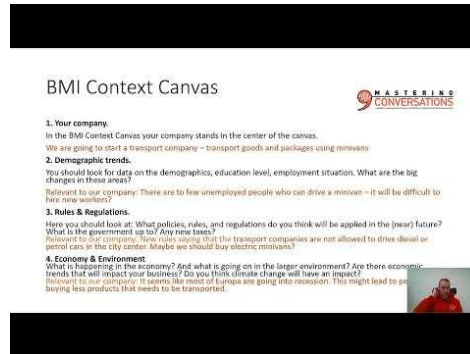 BMI Context Canvas
MASTERING
CONVERSATIONS
1. Your company.
In the BMI Context Canvas your company stands in the center of the canvas.
We are going to start a transport company – transport goods and packages using minivans
2. Demographic trends.
You should look for data on the demographics, education level, employment situation. What are the big
changes in these areas?
Relevant to our company: There are to few unemployed people who can drive a minivan – it will be difficult to
hire new workers?
3. Rules & Regulations.
Here you should look at: What policies, rules, and regulations do you think will be applied in the (near) future?
What is the government up to? Any new taxes?
Relevant to our company: New rules saying that the transport companies are not allowed to drive diesel or
petrol cars in the city center. Maybe we should buy electric minivans?
4. Economy & Environment
What is happening in the economy? And what is going on in the larger environment? Are there economic
trends that will impact your business? Do you think climate change will have an impact?
Relevant to our company: It seems like most of Europa are going into recession. This might lead to
buying less products that needs to be transported.